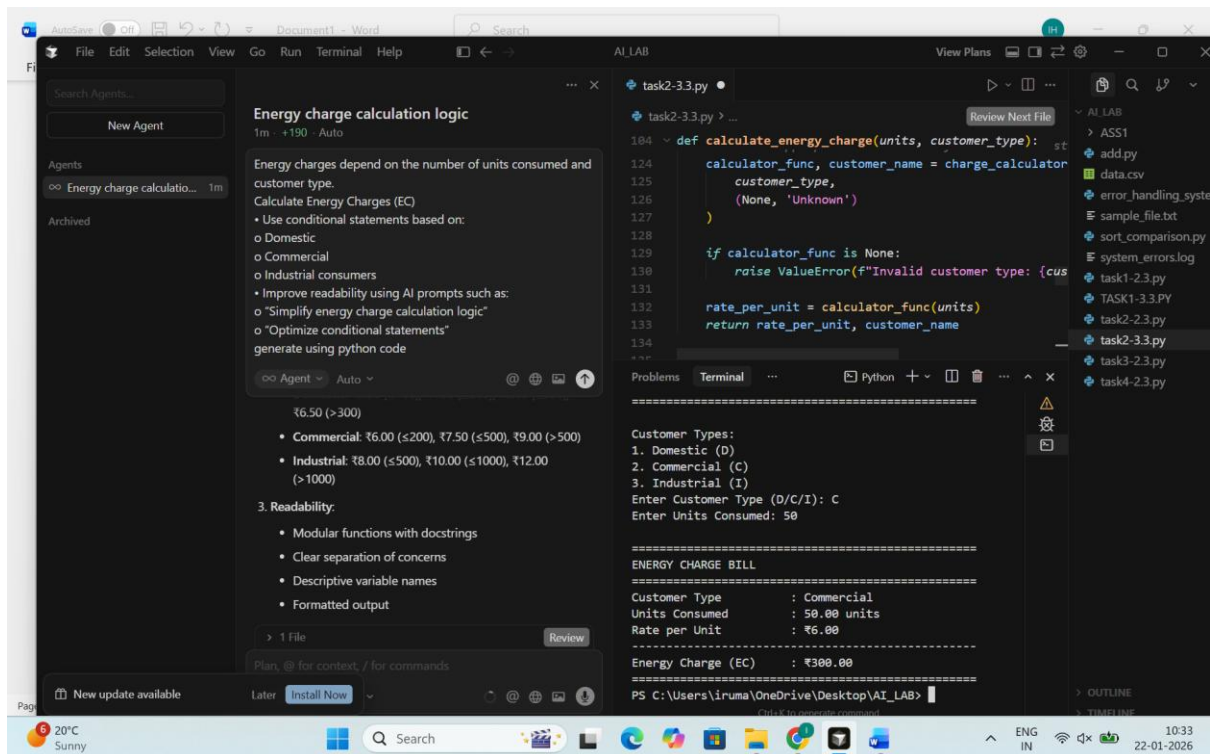 AutoSave Off Document1 - Word Search IH
File Edit Selection View Go Run Terminal Help AI_LAB View Plans
Fi
Search Agents...
New Agent
Agents
Energy charge calculatio... 1m
Archived
Energy charge calculation logic
1m · +190 · Auto
Energy charges depend on the number of units consumed and
customer type.
Calculate Energy Charges (EC)
• Use conditional statements based on:
o Domestic
o Commercial
o Industrial consumers
• Improve readability using AI prompts such as:
o "Simplify energy charge calculation logic"
o "Optimize conditional statements"
generate using python code
Agent Auto
₹6.50 (>300)
• Commercial: ₹6.00 (≤200), ₹7.50 (≤500), ₹9.00 (>500)
• Industrial: ₹8.00 (≤500), ₹10.00 (≤1000), ₹12.00
(>1000)
3. Readability:
• Modular functions with docstrings
• Clear separation of concerns
• Descriptive variable names
• Formatted output
> 1 File Review
Plan, @ for context, / for commands
New update available Later Install Now
Page
task2-3.3.py
task2-3.3.py > ...
Review Next File
104 def calculate_energy_charge(units, customer_type): st
124 calculator_func, customer_name = charge_calculator
125 customer_type,
126 (None, 'Unknown')
127 )
128
129 if calculator_func is None:
130 raise ValueError(f"Invalid customer type: {cus
131
132 rate_per_unit = calculator_func(units)
133 return rate_per_unit, customer_name
134
Problems Terminal ... Python
==================================================
Customer Types:
1. Domestic (D)
2. Commercial (C)
3. Industrial (I)
Enter Customer Type (D/C/I): C
Enter Units Consumed: 50
==================================================
ENERGY CHARGE BILL
==================================================
Customer Type : Commercial
Units Consumed : 50.00 units
Rate per Unit : ₹6.00
--------------------------------------------------
Energy Charge (EC) : ₹300.00
==================================================
PS C:\Users\iruma\OneDrive\Desktop\AI_LAB>
Ctrl+K to generate command
AI_LAB
> ASS1
add.py
data.csv
error_handling_syste
sample_file.txt
sort_comparison.py
system_errors.log
task1-2.3.py
TASK1-3.3.PY
task2-2.3.py
task2-3.3.py
task3-2.3.py
task4-2.3.py
> OUTLINE
> TIMELINE
6
20°C
Sunny
Search
ENG
IN
10:33
22-01-2026